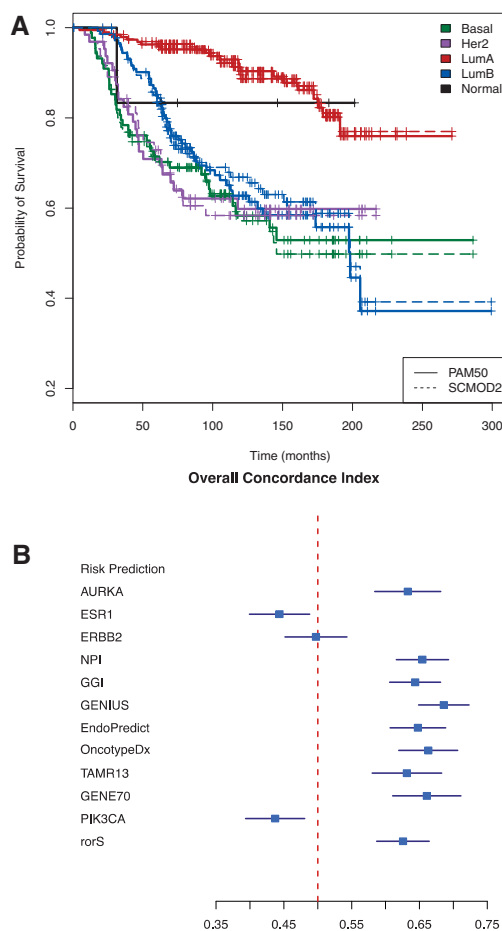 A
Probability of Survival
1.0
0.8
0.6
0.4
0.2
Basal
Her2
LumA
LumB
Normal
PAM50
SCMOD2
0 50 100 150 200 250 300
Time (months)
Overall Concordance Index
B
Risk Prediction
AURKA
ESR1
ERBB2
NPI
GGI
GENIUS
EndoPredict
OncotypeDx
TAMR13
GENE70
PIK3CA
rorS
0.35 0.45 0.55 0.65 0.75